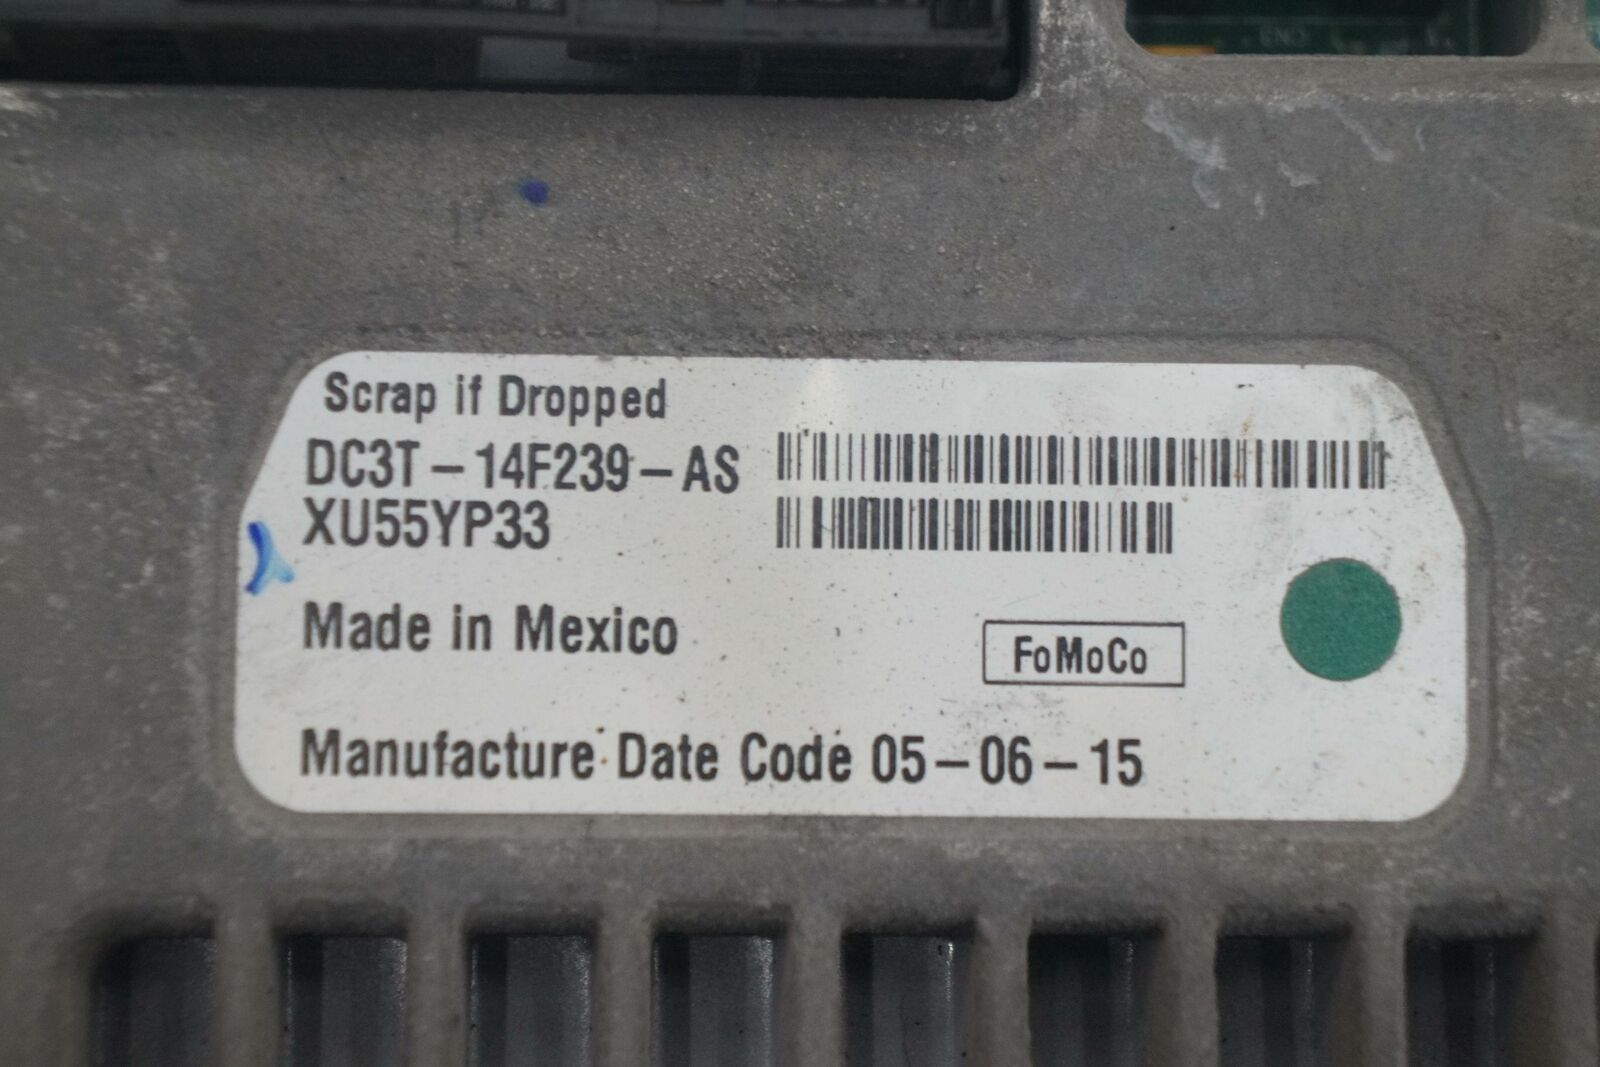 Scrap if Dropped
DC3T-14F239-AS
XU55YP33
Made in Mexico
FoMoCo
Manufacture Date Code 05-06-15